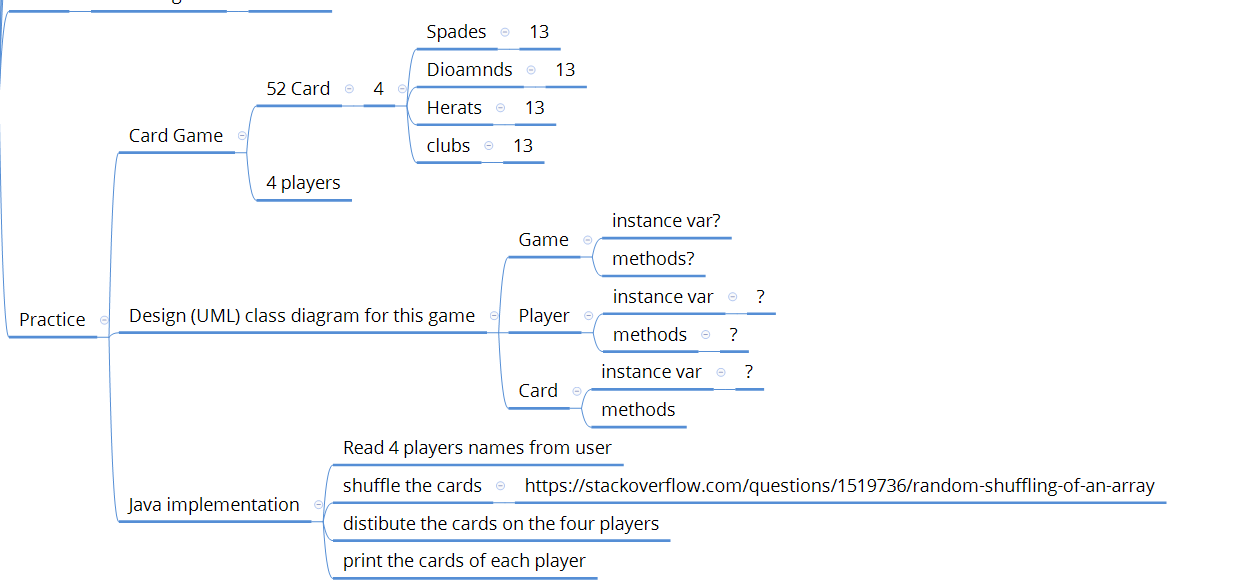 Spades 13
Dioamnds 13
52 Card 4
Herats 13
clubs 13
Card Game
4 players
instance var?
Game
methods?
instance var ?
Practice
Design (UML) class diagram for this game
Player
methods ?
instance var ?
Card
methods
Read 4 players names from user
shuffle the cards https://stackoverflow.com/questions/1519736/random-shuffling-of-an-array
Java implementation
distibute the cards on the four players
print the cards of each player